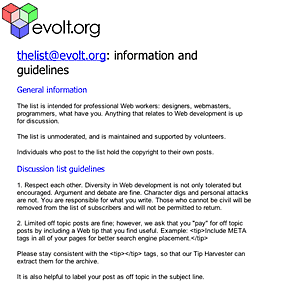 evolt.org
thelist@evolt.org: information and
guidelines
General information
The list is intended for professional Web workers: designers, webmasters,
programmers, what have you. Anything that relates to Web development is up
for discussion.
The list is unmoderated, and is maintained and supported by volunteers.
Individuals who post to the list hold the copyright to their own posts.
Discussion list guidelines
1. Respect each other. Diversity in Web development is not only tolerated but
encouraged. Argument and debate are fine. Character digs and personal attacks
are not. You are responsible for what you write. Those who cannot be civil will be
removed from the list of subscribers and will not be permitted to return.
2. Limited off topic posts are fine; however, we ask that you "pay" for off topic
posts by including a Web tip that you find useful. Example: <tip>Include META
tags in all of your pages for better search engine placement.</tip>
Please stay consistent with the <tip></tip> tags, so that our Tip Harvester can
extract them for the archive.
It is also helpful to label your post as off topic in the subject line.